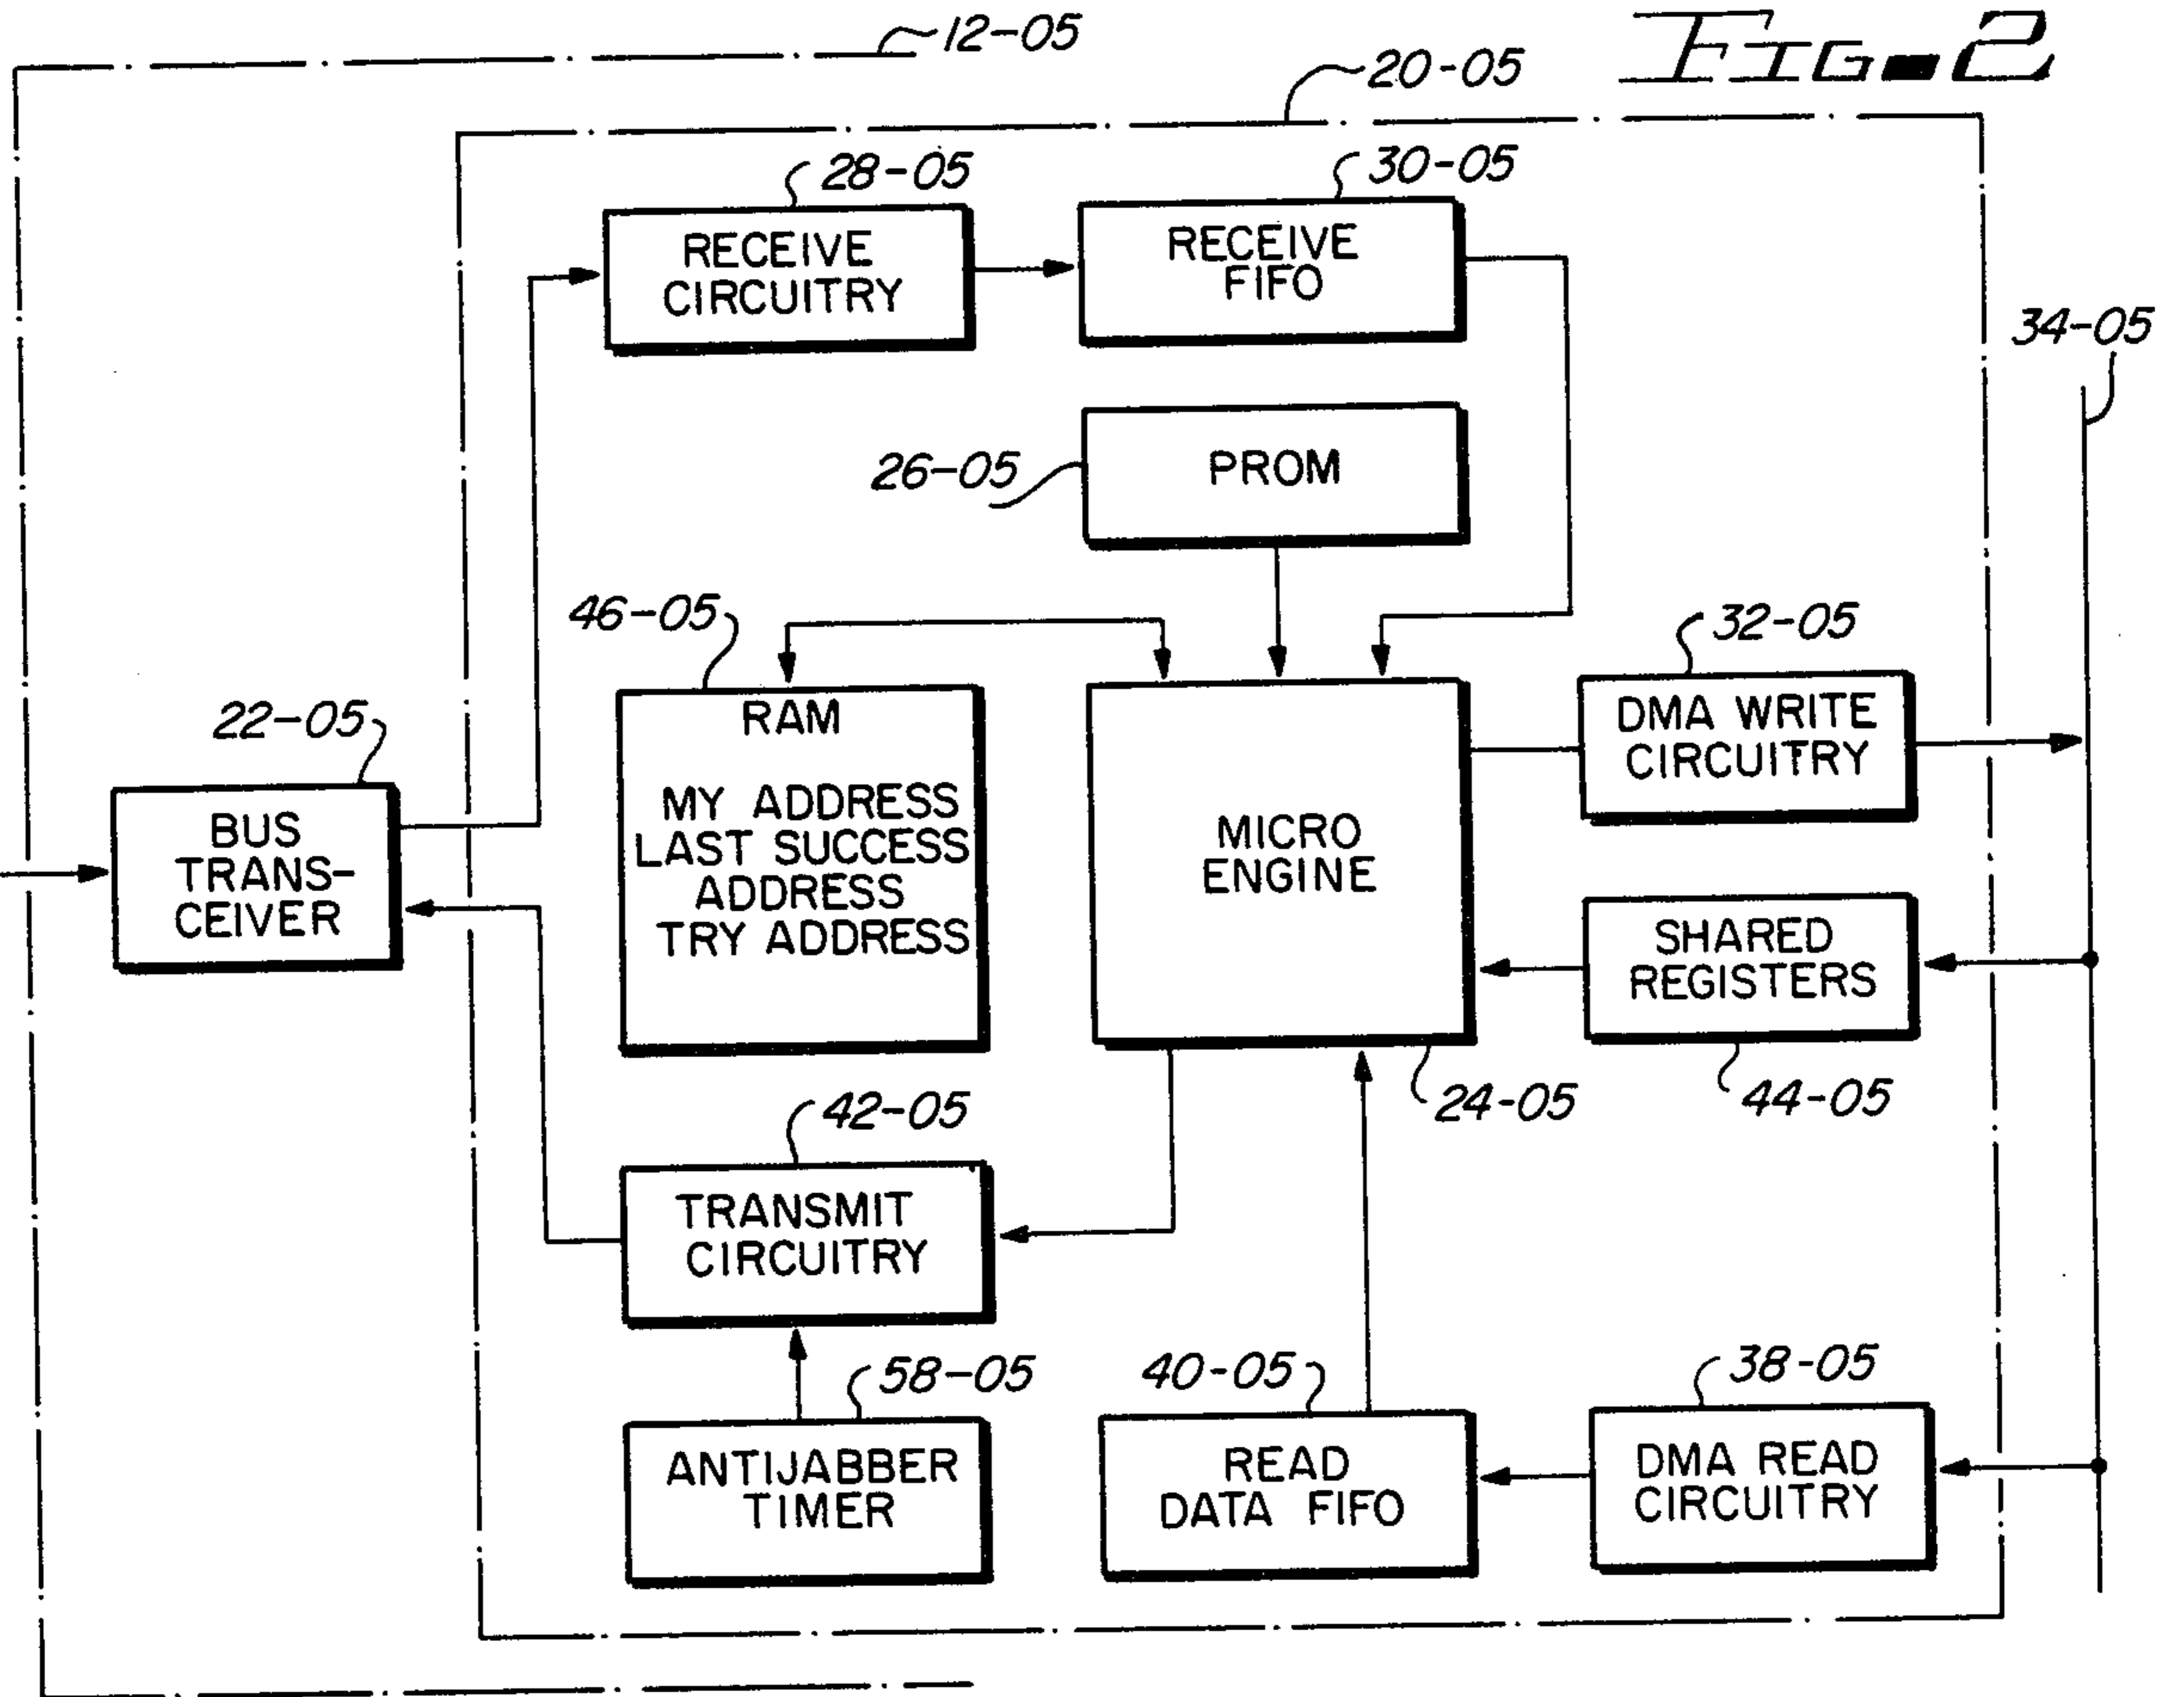 12-05
FIG-2
20-05
28-05
30-05
RECEIVE
CIRCUITRY
RECEIVE
FIFO
34-05
26-05
PROM
46-05
32-05
RAM
MY ADDRESS
LAST SUCCESS
ADDRESS
TRY ADDRESS
22-05
DMA WRITE
CIRCUITRY
BUS
TRANS-
CEIVER
MICRO
ENGINE
SHARED
REGISTERS
24-05
44-05
42-05
TRANSMIT
CIRCUITRY
58-05
40-05
38-05
ANTIJABBER
TIMER
READ
DATA FIFO
DMA READ
CIRCUITRY